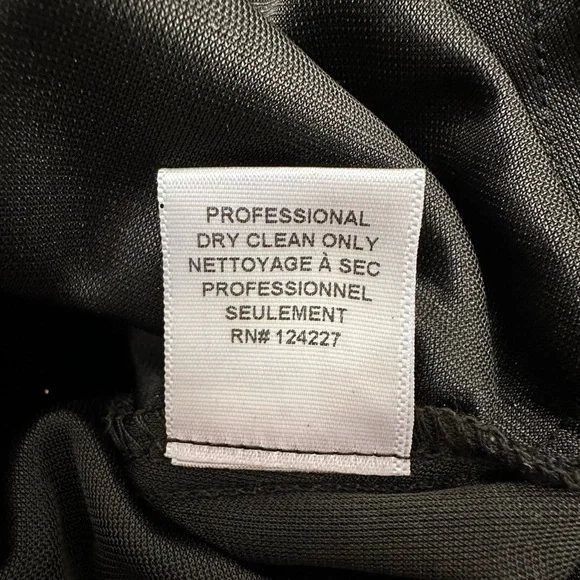 PROFESSIONAL
DRY CLEAN ONLY
NETTOYAGE À SEC
PROFESSIONNEL
SEULEMENT
RN# 124227